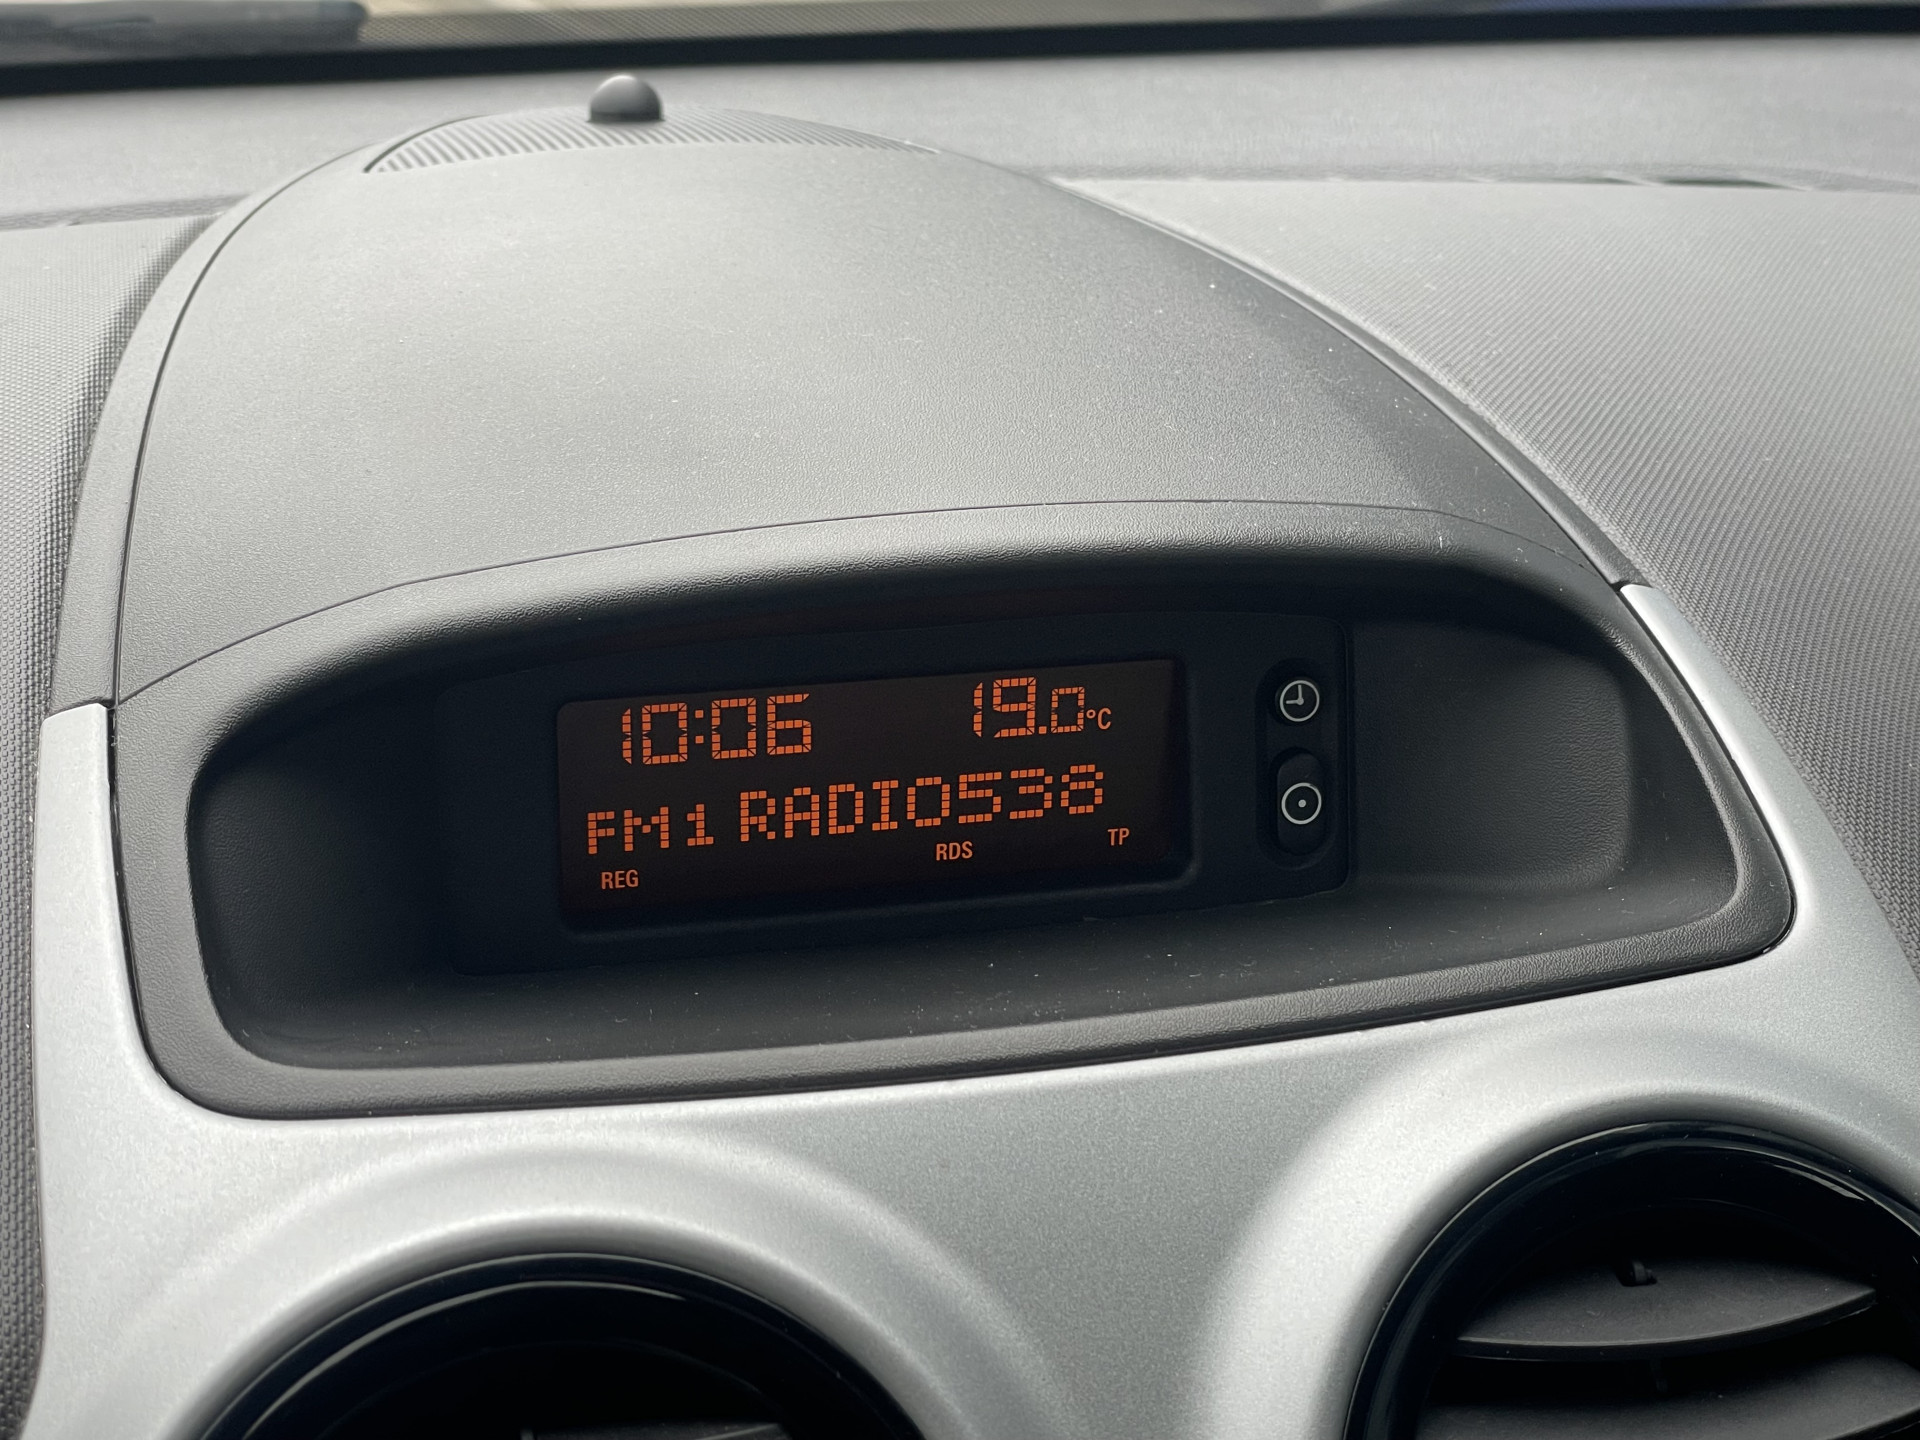 10:06 19.0°C
FM1 RADIO538
REG RDS TP